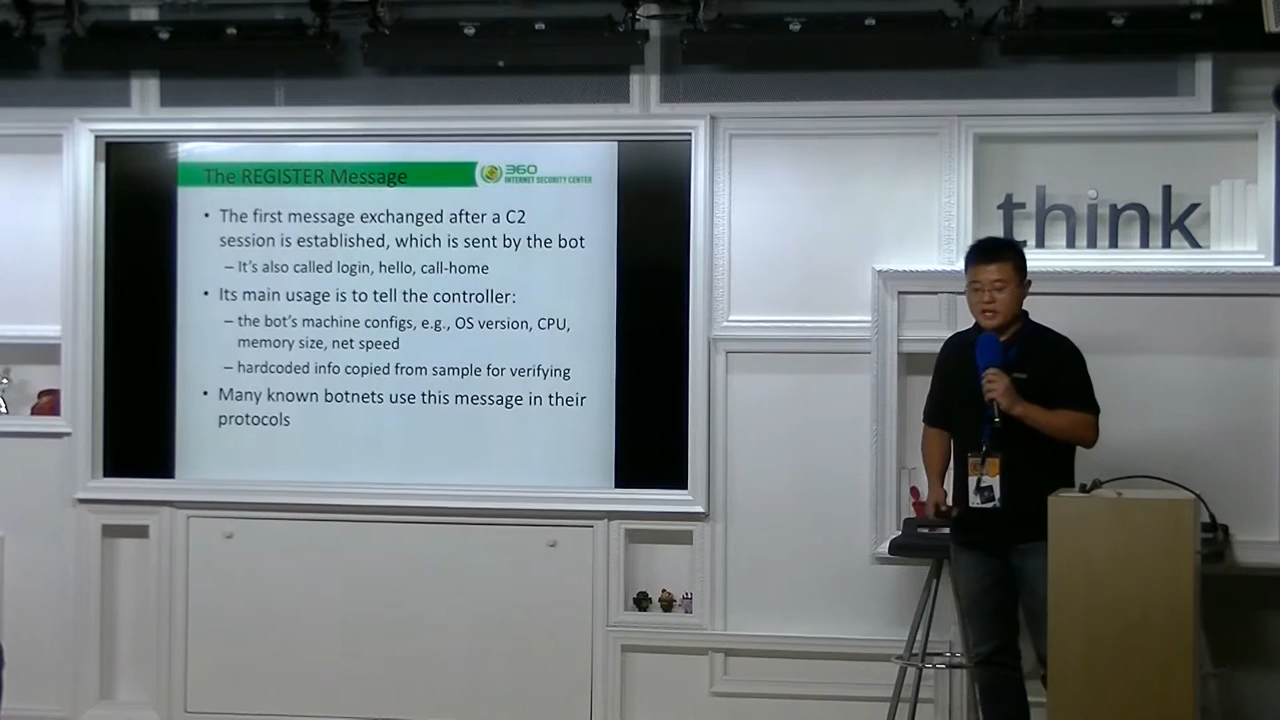 The REGISTER Message
360
INTERNET SECURITY CENTER
• The first message exchanged after a C2
session is established, which is sent by the bot
– It's also called login, hello, call-home
• Its main usage is to tell the controller:
– the bot's machine configs, e.g., OS version, CPU,
memory size, net speed
– hardcoded info copied from sample for verifying
• Many known botnets use this message in their
protocols
think